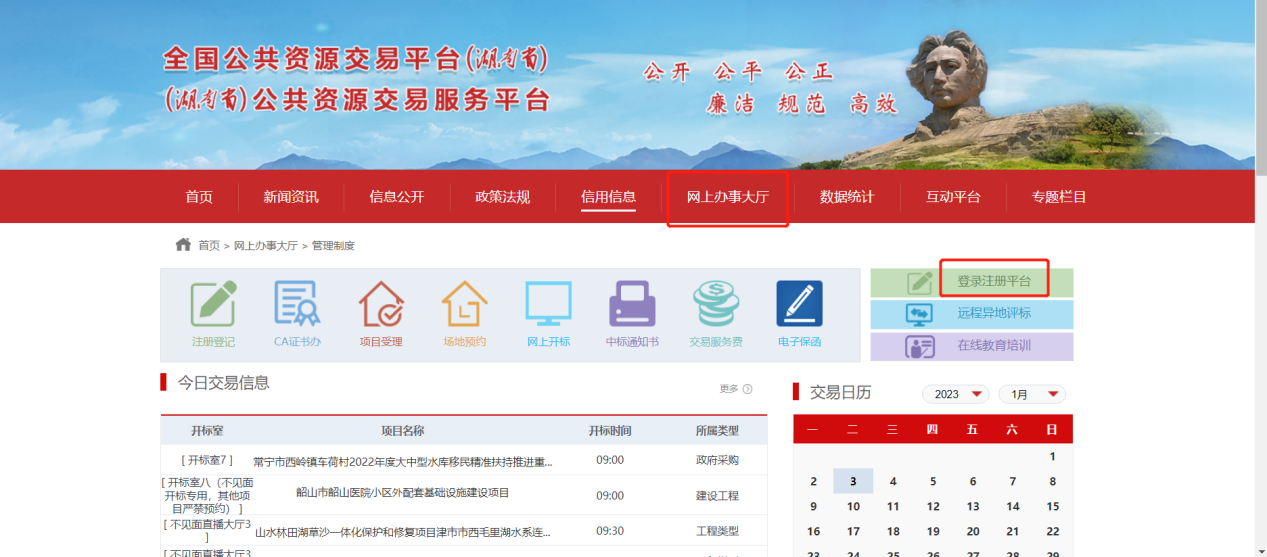 全国公共资源交易平台(湖南省)
(湖南省)公共资源交易服务平台
公开 公平 公正
廉洁 规范 高效
首页 新闻资讯 信息公开 政策法规 信用信息 网上办事大厅 数据统计 互动平台 专题栏目
首页 > 网上办事大厅 > 管理制度
注册登记 CA证书办 项目受理 场地预约 网上开标 中标通知书 交易服务费 电子保函
登录注册平台
远程异地评标
在线教育培训
今日交易信息 更多
开标室 项目名称 开标时间 所属类型
[ 开标室7 ] 常宁市西岭镇车荷村2022年度大中型水库移民精准扶持推进重... 09:00 政府采购
[ 开标室八（不见面
开标专用，其他项
目严禁预约） ]
韶山市韶山医院小区外配套基础设施建设项目 09:00 建设工程
[ 不见面直播大厅3
]
山水林田湖草沙一体化保护和修复项目津市市西毛里湖水系连... 09:30 工程类型
[ 不见面直播大厅3
交易日历 2023 1月
一 二 三 四 五 六 日
1
2 3 4 5 6 7 8
9 10 11 12 13 14 15
16 17 18 19 20 21 22
23 24 25 26 27 28 29